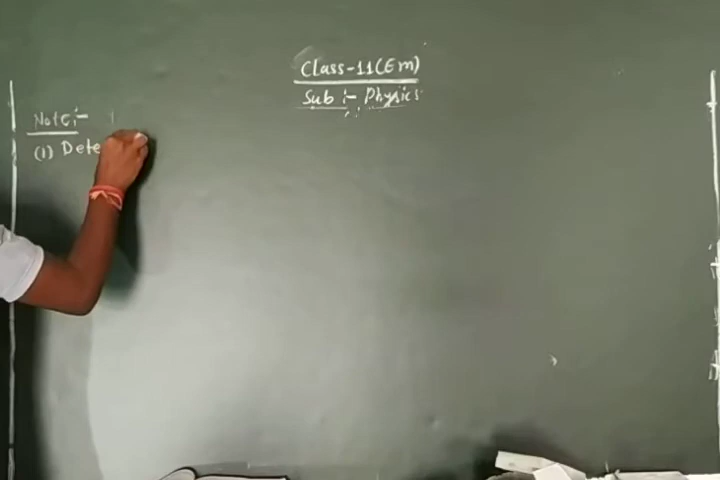 Class-11(Em)
Sub :- Physics
Note:-
(1) Dete